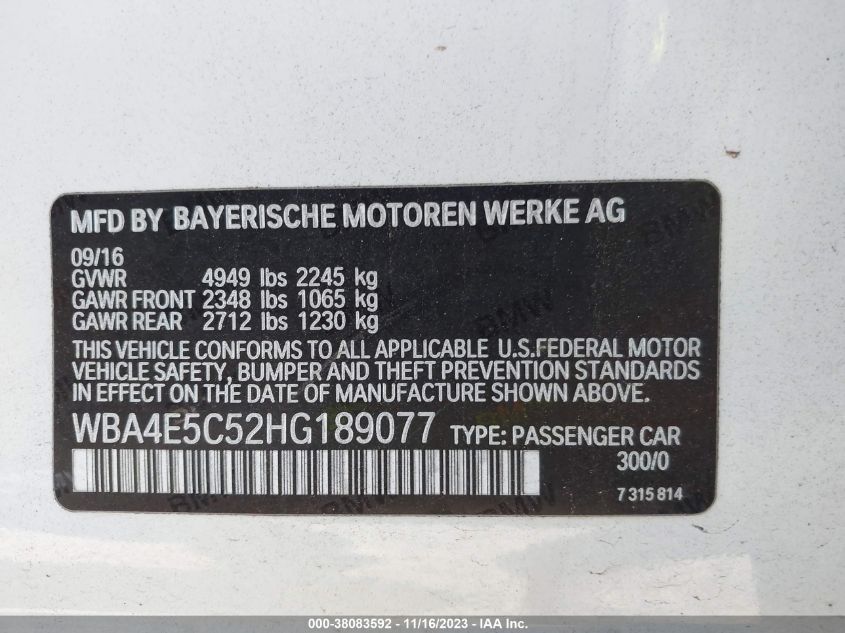 MFD BY BAYERISCHE MOTOREN WERKE AG
09/16
GVWR 4949 lbs 2245 kg
GAWR FRONT 2348 lbs 1065 kg
GAWR REAR 2712 lbs 1230 kg
THIS VEHICLE CONFORMS TO ALL APPLICABLE U.S.FEDERAL MOTOR
VEHICLE SAFETY, BUMPER AND THEFT PREVENTION STANDARDS
IN EFFECT ON THE DATE OF MANUFACTURE SHOWN ABOVE.
WBA4E5C52HG189077 TYPE: PASSENGER CAR
300/0
7 315 814
000-38083592 - 11/16/2023 - IAA Inc.